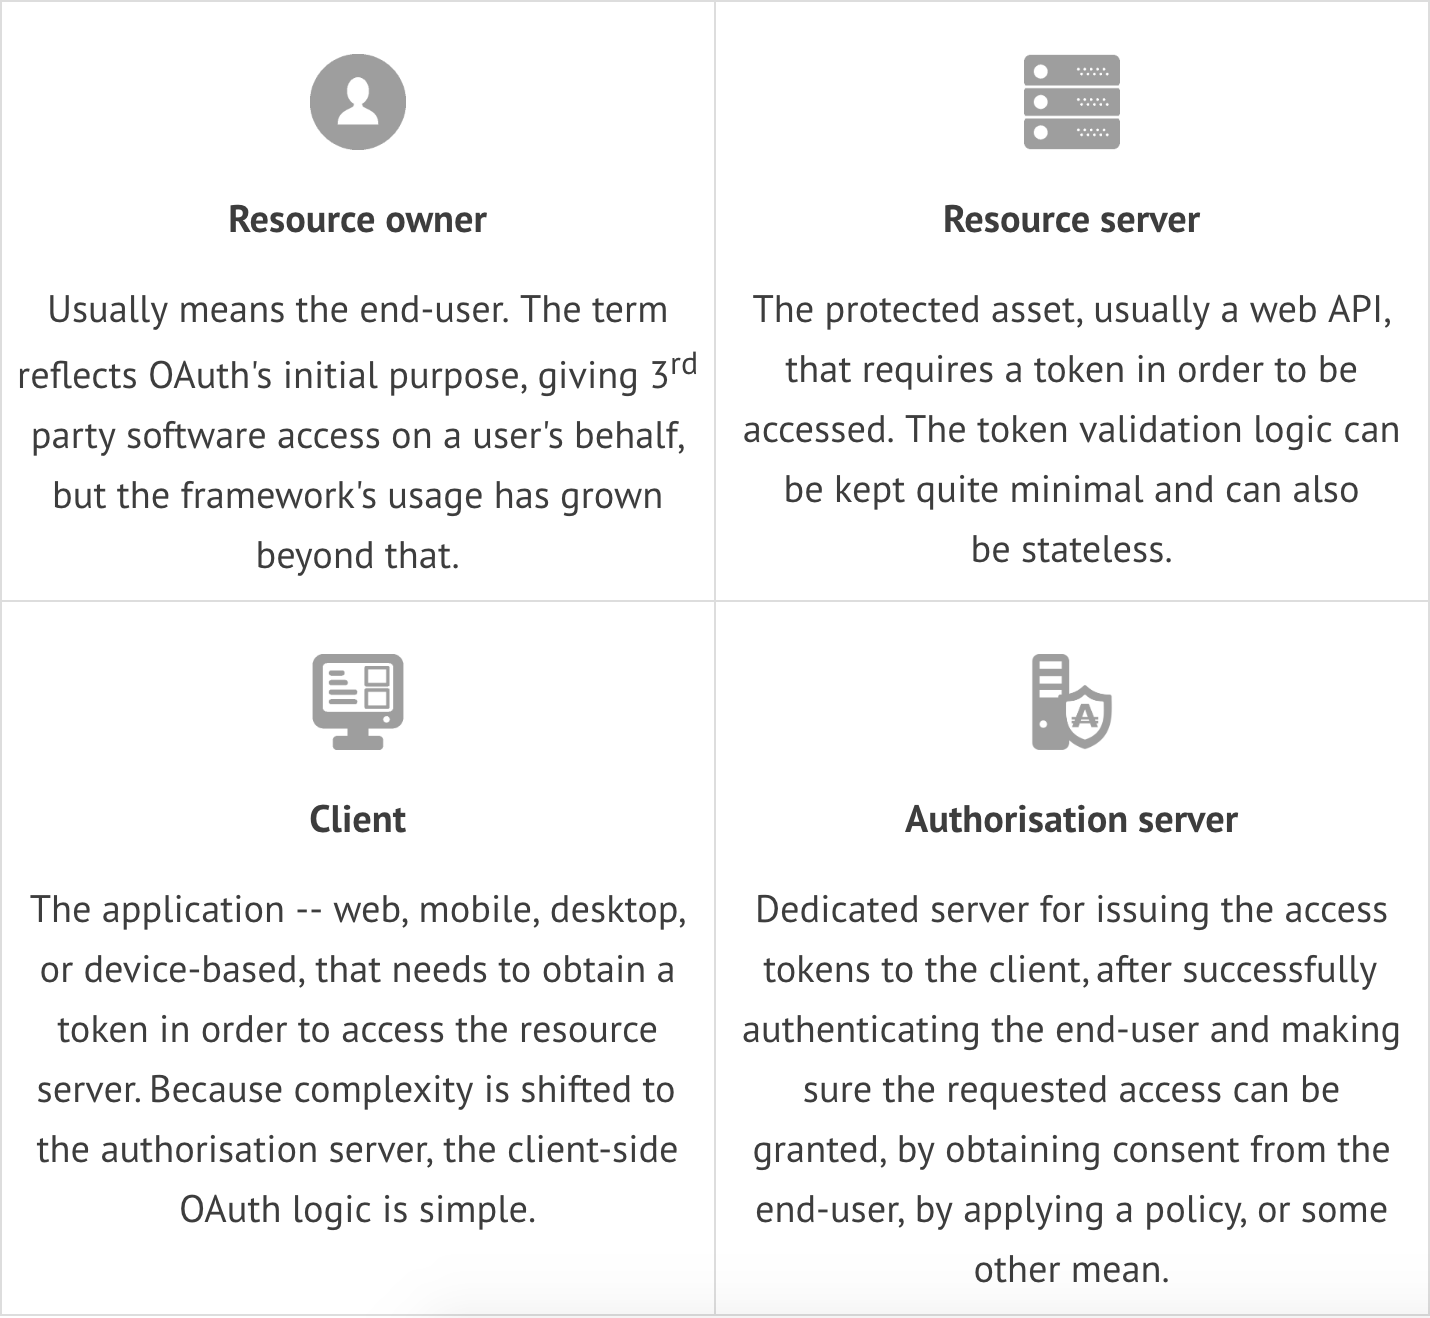 Resource owner
Usually means the end-user. The term
reflects OAuth's initial purpose, giving 3rd
party software access on a user's behalf,
but the framework's usage has grown
beyond that.
Resource server
The protected asset, usually a web API,
that requires a token in order to be
accessed. The token validation logic can
be kept quite minimal and can also
be stateless.
Client
The application -- web, mobile, desktop,
or device-based, that needs to obtain a
token in order to access the resource
server. Because complexity is shifted to
the authorisation server, the client-side
OAuth logic is simple.
A
Authorisation server
Dedicated server for issuing the access
tokens to the client, after successfully
authenticating the end-user and making
sure the requested access can be
granted, by obtaining consent from the
end-user, by applying a policy, or some
other mean.